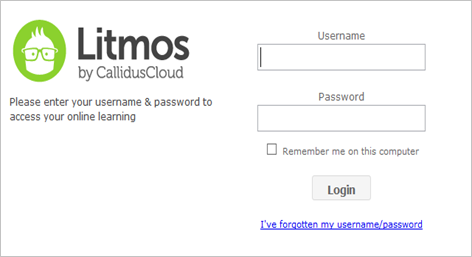 Litmos
by CallidusCloud
Please enter your username & password to
access your online learning
Username
Password
Remember me on this computer
Login
I've forgotten my username/password